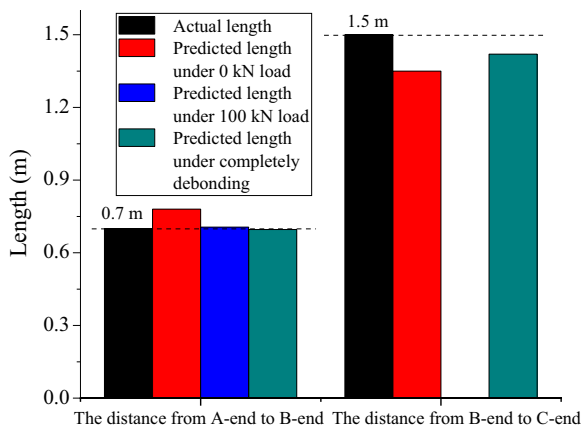 Actual length
Predicted length
under 0 kN load
Predicted length
under 100 kN load
Predicted length
under completely
debonding
1.5 m
0.7 m
Length (m)
1.5
1.2
0.9
0.6
0.3
0.0
The distance from A-end to B-end
The distance from B-end to C-end